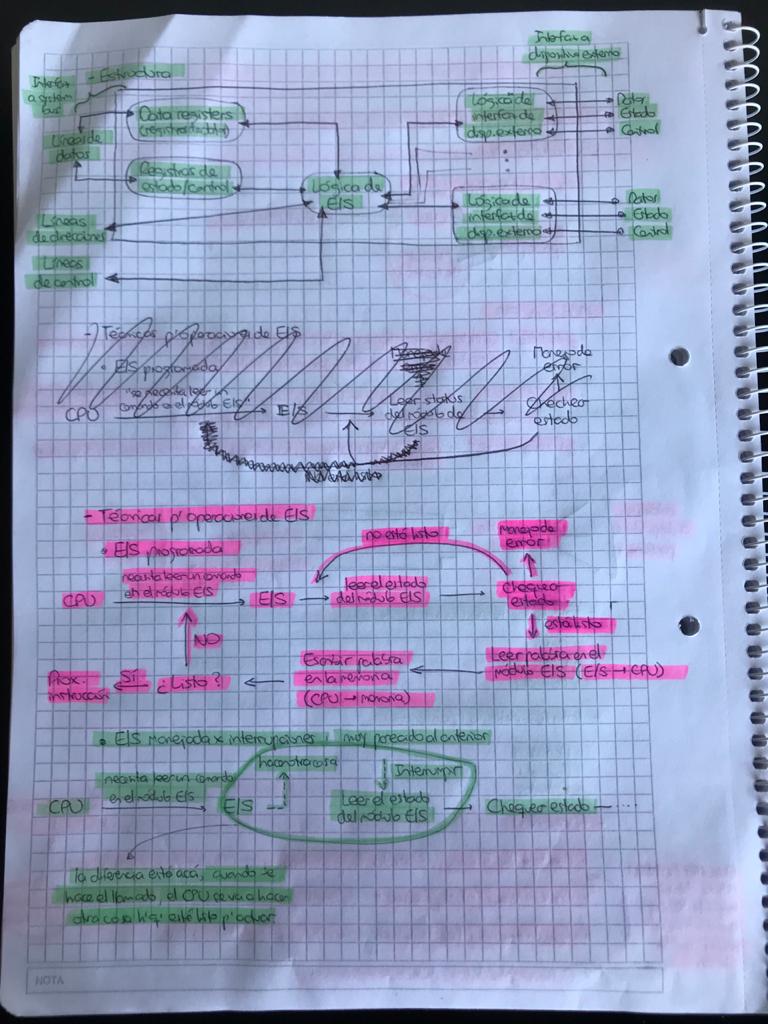 Interfaz a
dispositivo externo
Interfaz
a system
bus
- Estructura
Data registers
(registros de datos)
Líneas de
datos
Registros de
estado/control
Lógica de
E/S
Líneas
de direcciones
Líneas
de control
Lógica de
interfaz de
disp. externo
Datos
Estado
Control
Lógica de
interfaz de
disp. externo
Datos
Estado
Control
- Técnicas p' operaciones de E/S
• E/S programada
"se necesita leer un
comando en el módulo E/S"
CPU
E/S
Leer status
del módulo de
E/S
Manejo de
error
Checheo
estado
- Técnicas p' operaciones de E/S
• E/S programada
necesita leer un comando
en el módulo E/S
CPU
E/S
no está listo
leer el estado
del módulo E/S
Manejo de
error
Chequeo
estado
está listo
Leer palabra en el
módulo E/S (E/S → CPU)
Escribir palabra
en la memoria
(CPU → memoria)
¿Listo?
NO
Sí
Prox.
instrucción
• E/S Manejada x interrupciones, muy parecido al anterior
necesita leer un comando
en el módulo E/S
CPU
E/S
hacer otra cosa
Interrumpir
Leer el estado
del módulo E/S
Chequeo estado
la diferencia está acá, cuando se
hace el llamado, el CPU se va a hacer
otra cosa h' q' esté listo p' actuar.
NOTA